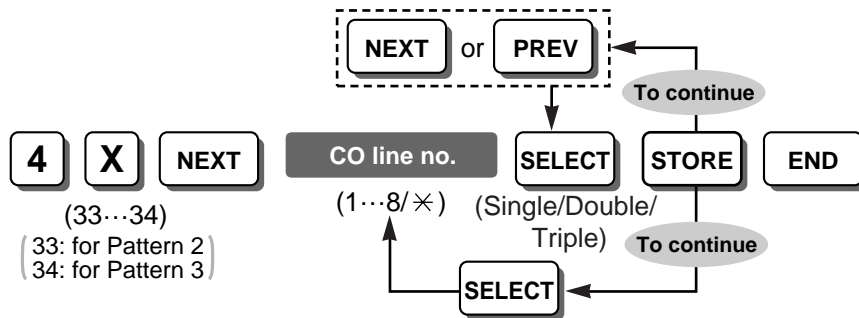 NEXT or PREV
To continue
4 X NEXT CO line no. SELECT STORE END
(33···34) (1···8/✳) (Single/Double/
33: for Pattern 2 Triple)
34: for Pattern 3 To continue
SELECT